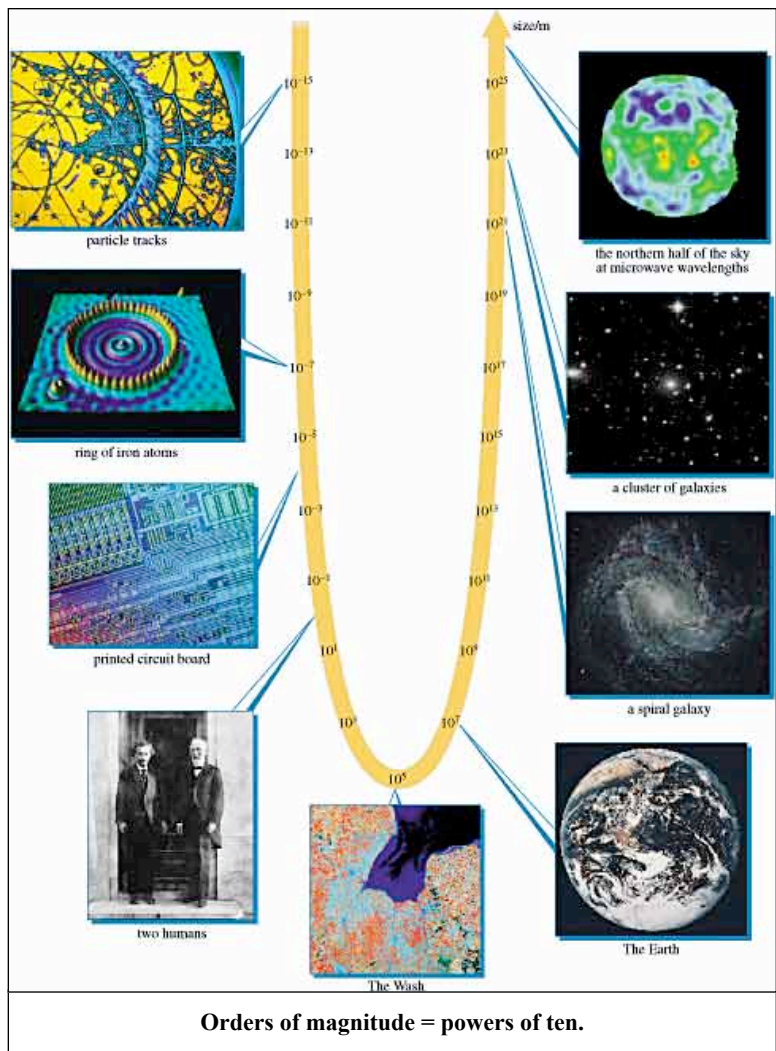 size/m
10⁻¹⁵
10⁻¹³
10⁻¹¹
10⁻⁹
10⁻⁷
10⁻⁵
10⁻³
10⁻¹
10¹
10³
10⁵
10⁷
10⁹
10¹¹
10¹³
10¹⁵
10¹⁷
10¹⁹
10²¹
10²³
10²⁵
particle tracks
ring of iron atoms
printed circuit board
two humans
The Wash
The Earth
a spiral galaxy
a cluster of galaxies
the northern half of the sky
at microwave wavelengths
Orders of magnitude = powers of ten.